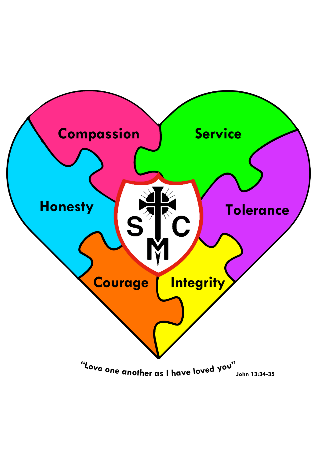 Compassion
Service
Honesty
Tolerance
S C
M
Courage
Integrity
"Love one another as I have loved you"
John 13:34-35